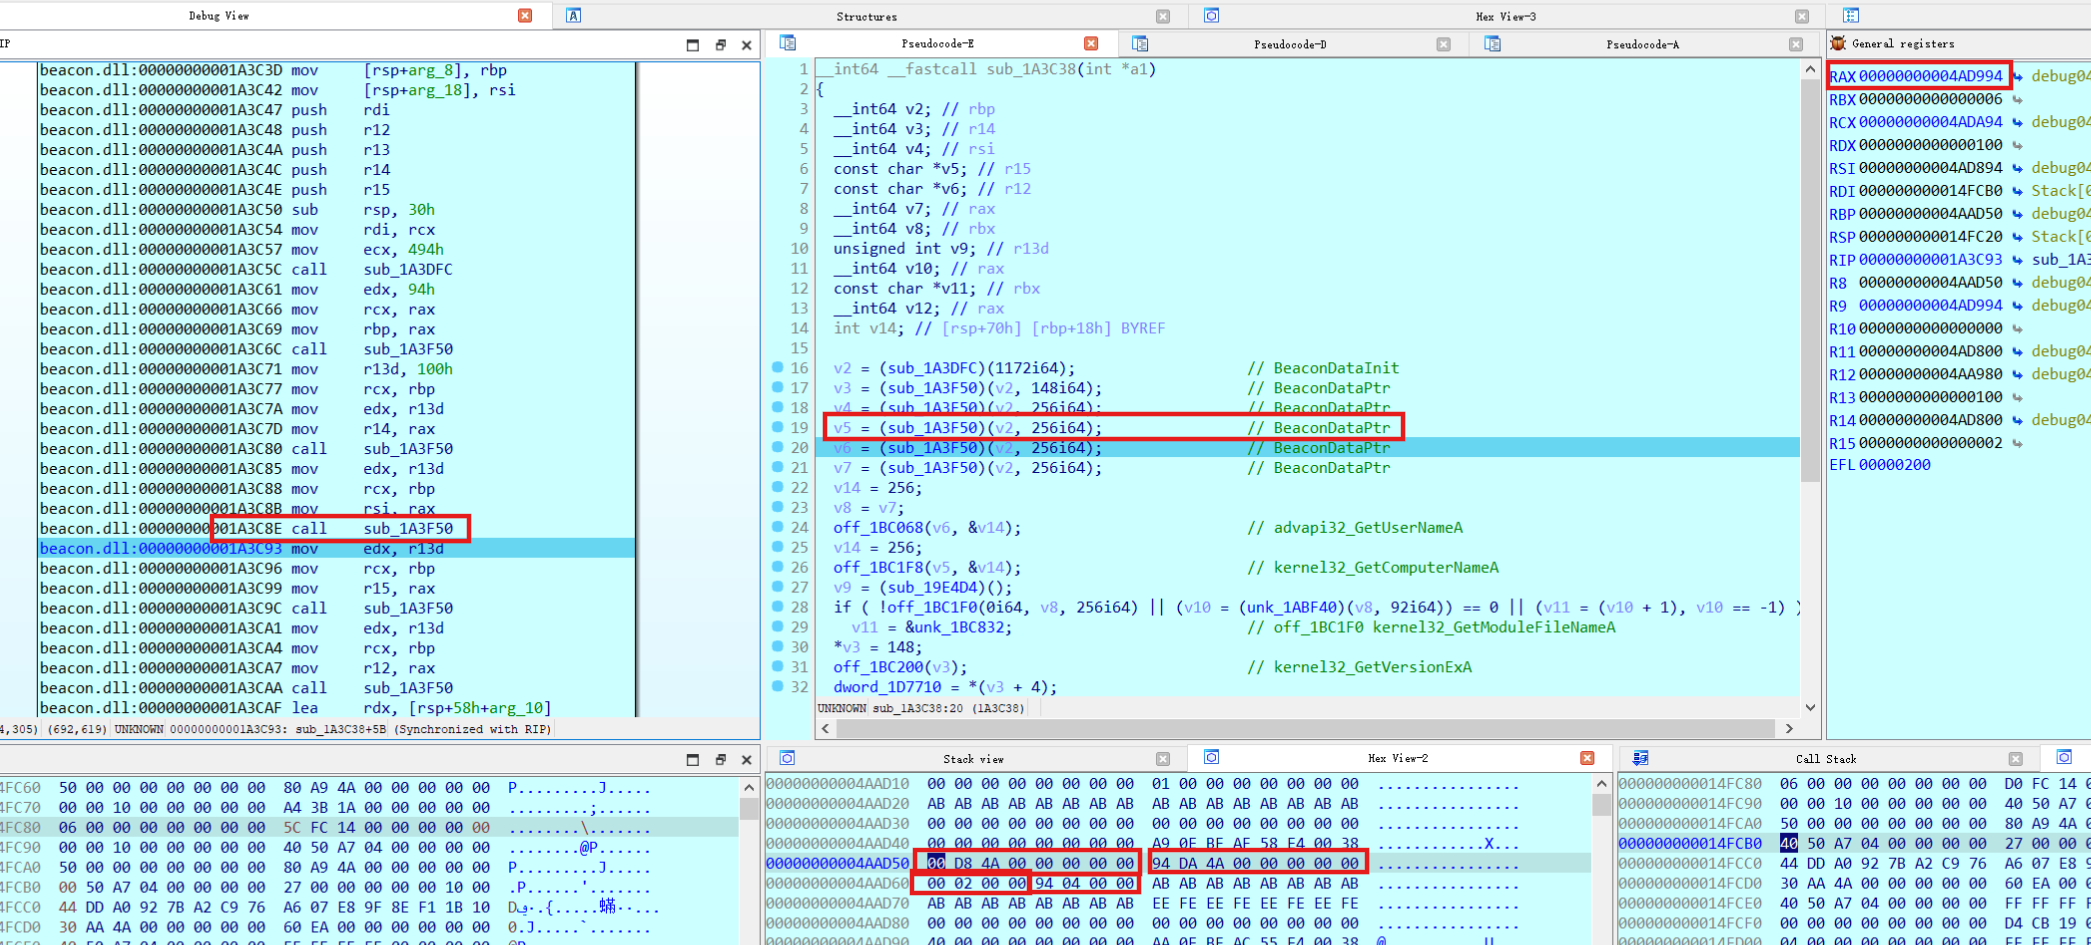 Debug View
Structures
Hex View-3
IP
Pseudocode-E
Pseudocode-D
Pseudocode-A
General registers
beacon.dll:00000000001A3C3D mov [rsp+arg_8], rbp
beacon.dll:00000000001A3C42 mov [rsp+arg_18], rsi
beacon.dll:00000000001A3C47 push rdi
beacon.dll:00000000001A3C48 push r12
beacon.dll:00000000001A3C4A push r13
beacon.dll:00000000001A3C4C push r14
beacon.dll:00000000001A3C4E push r15
beacon.dll:00000000001A3C50 sub rsp, 30h
beacon.dll:00000000001A3C54 mov rdi, rcx
beacon.dll:00000000001A3C57 mov ecx, 494h
beacon.dll:00000000001A3C5C call sub_1A3DFC
beacon.dll:00000000001A3C61 mov edx, 94h
beacon.dll:00000000001A3C66 mov rcx, rax
beacon.dll:00000000001A3C69 mov rbp, rax
beacon.dll:00000000001A3C6C call sub_1A3F50
beacon.dll:00000000001A3C71 mov r13d, 100h
beacon.dll:00000000001A3C77 mov rcx, rbp
beacon.dll:00000000001A3C7A mov edx, r13d
beacon.dll:00000000001A3C7D mov r14, rax
beacon.dll:00000000001A3C80 call sub_1A3F50
beacon.dll:00000000001A3C85 mov edx, r13d
beacon.dll:00000000001A3C88 mov rcx, rbp
beacon.dll:00000000001A3C8B mov rsi, rax
beacon.dll:00000000001A3C8E call sub_1A3F50
beacon.dll:00000000001A3C93 mov edx, r13d
beacon.dll:00000000001A3C96 mov rcx, rbp
beacon.dll:00000000001A3C99 mov r15, rax
beacon.dll:00000000001A3C9C call sub_1A3F50
beacon.dll:00000000001A3CA1 mov edx, r13d
beacon.dll:00000000001A3CA4 mov rcx, rbp
beacon.dll:00000000001A3CA7 mov r12, rax
beacon.dll:00000000001A3CAA call sub_1A3F50
beacon.dll:00000000001A3CAF lea rdx, [rsp+58h+arg_10]
4,305) (692,619) UNKNOWN 00000000001A3C93: sub_1A3C38+5B (Synchronized with RIP)
1 __int64 __fastcall sub_1A3C38(int *a1)
2 {
3 __int64 v2; // rbp
4 __int64 v3; // r14
5 __int64 v4; // rsi
6 const char *v5; // r15
7 const char *v6; // r12
8 __int64 v7; // rax
9 __int64 v8; // rbx
10 unsigned int v9; // r13d
11 __int64 v10; // rax
12 const char *v11; // rbx
13 __int64 v12; // rax
14 int v14; // [rsp+70h] [rbp+18h] BYREF
15
16 v2 = (sub_1A3DFC)(1172i64); // BeaconDataInit
17 v3 = (sub_1A3F50)(v2, 148i64); // BeaconDataPtr
18 v4 = (sub_1A3F50)(v2, 256i64); // BeaconDataPtr
19 v5 = (sub_1A3F50)(v2, 256i64); // BeaconDataPtr
20 v6 = (sub_1A3F50)(v2, 256i64); // BeaconDataPtr
21 v7 = (sub_1A3F50)(v2, 256i64); // BeaconDataPtr
22 v14 = 256;
23 v8 = v7;
24 off_1BC068(v6, &v14); // advapi32_GetUserNameA
25 v14 = 256;
26 off_1BC1F8(v5, &v14); // kernel32_GetComputerNameA
27 v9 = (sub_19E4D4)();
28 if ( !off_1BC1F0(0i64, v8, 256i64) || (v10 = (unk_1ABF40)(v8, 92i64)) == 0 || (v11 = (v10 + 1), v10 == -1) )
29 v11 = &unk_1BC832; // off_1BC1F0 kernel32_GetModuleFileNameA
30 *v3 = 148;
31 off_1BC200(v3); // kernel32_GetVersionExA
32 dword_1D7710 = *(v3 + 4);
UNKNOWN sub_1A3C38:20 (1A3C38)
RAX 00000000004AD994 debug04
RBX 0000000000000006
RCX 00000000004ADA94 debug04
RDX 0000000000000100
RSI 00000000004AD894 debug04
RDI 000000000014FCB0 Stack[0
RBP 00000000004AAD50 debug04
RSP 000000000014FC20 Stack[0
RIP 00000000001A3C93 sub_1A3
R8 00000000004AAD50 debug04
R9 00000000004AD994 debug04
R10 0000000000000000
R11 00000000004AD800 debug04
R12 00000000004AA980 debug04
R13 0000000000000100
R14 00000000004AD800 debug04
R15 0000000000000002
EFL 00000200
4FC60 50 00 00 00 00 00 00 00 80 A9 4A 00 00 00 00 00 P.........J.....
4FC70 00 00 10 00 00 00 00 00 A4 3B 1A 00 00 00 00 00 .........;......
4FC80 06 00 00 00 00 00 00 00 5C FC 14 00 00 00 00 00 ........\.......
4FC90 00 00 10 00 00 00 00 00 40 50 A7 04 00 00 00 00 ........@P......
4FCA0 50 00 00 00 00 00 00 00 80 A9 4A 00 00 00 00 00 P.........J.....
4FCB0 00 50 A7 04 00 00 00 00 27 00 00 00 00 00 10 00 .P......'.......
4FCC0 44 DD A0 92 7B A2 C9 76 A6 07 E8 9F 8E F1 1B 10
4FCD0 30 AA 4A 00 00 00 00 00 60 EA 00 00 00 00 00 00 0.J.....`.......
Stack view
Hex View-2
Call Stack
00000000004AAD10 00 00 00 00 00 00 00 00 01 00 00 00 00 00 00 00 ................
00000000004AAD20 AB AB AB AB AB AB AB AB AB AB AB AB AB AB AB AB ................
00000000004AAD30 00 00 00 00 00 00 00 00 00 00 00 00 00 00 00 00 ................
00000000004AAD40 00 00 00 00 00 00 00 00 A9 0E BF AF 58 E4 00 38 ............X..8
00000000004AAD50 00 D8 4A 00 00 00 00 00 94 DA 4A 00 00 00 00 00 ................
00000000004AAD60 00 02 00 00 94 04 00 00 AB AB AB AB AB AB AB AB ................
00000000004AAD70 AB AB AB AB AB AB AB AB EE FE EE FE EE FE EE FE ................
00000000004AAD80 00 00 00 00 00 00 00 00 00 00 00 00 00 00 00 00 ................
00000000004AAD90 40 00 00 00 00 00 00 00 AA 0E BF AC 55 E4 00 38
000000000014FC80 06 00 00 00 00 00 00 00 D0 FC 14 0
000000000014FC90 00 00 10 00 00 00 00 00 40 50 A7 0
000000000014FCA0 50 00 00 00 00 00 00 00 80 A9 4A 0
000000000014FCB0 40 50 A7 04 00 00 00 00 27 00 00 0
000000000014FCC0 44 DD A0 92 7B A2 C9 76 A6 07 E8 9
000000000014FCD0 30 AA 4A 00 00 00 00 00 60 EA 00 0
000000000014FCE0 40 50 A7 04 00 00 00 00 FF FF FF F
000000000014FCF0 00 00 00 00 00 00 00 00 D4 CB 19 0